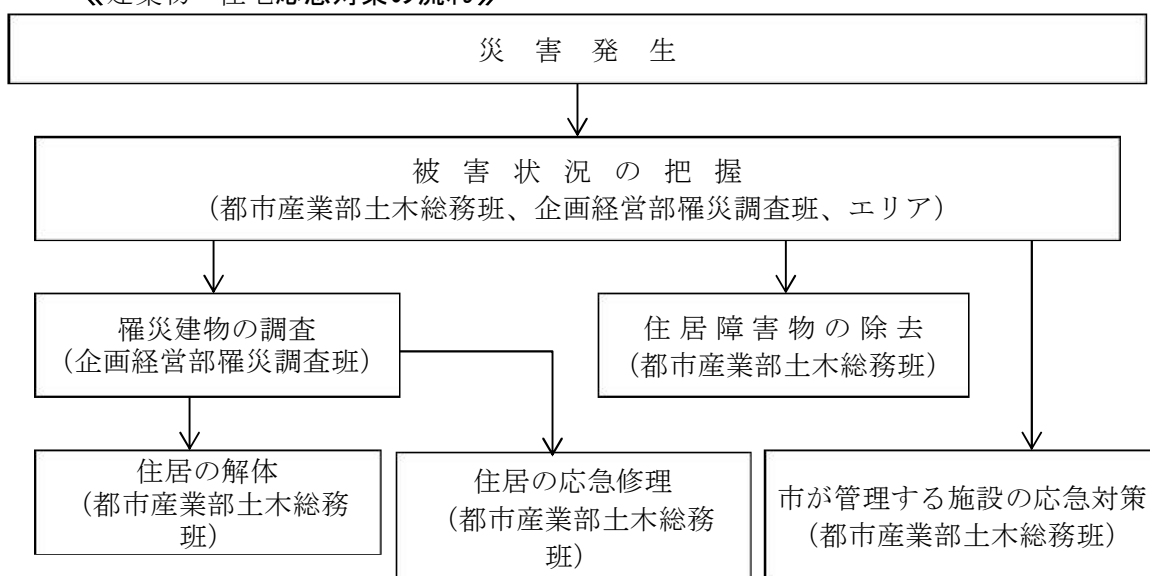 応急対策の流れ》
災　害　発　生
被　害　状　況　の　把　握
（都市産業部土木総務班、企画経営部罹災調査班、エリア）
罹災建物の調査
（企画経営部罹災調査班）
住 居 障 害 物 の 除 去
（都市産業部土木総務班）
住居の解体
（都市産業部土木総務
班）
住居の応急修理
（都市産業部土木総務
班）
市が管理する施設の応急対策
（都市産業部土木総務班）